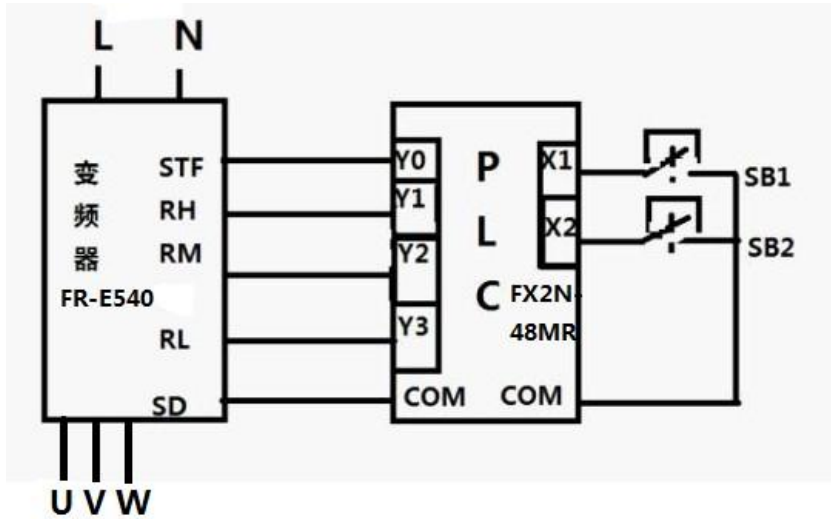 L N
变频器
FR-E540
STF
RH
RM
RL
SD
U V W
Y0
Y1
Y2
Y3
COM
PLC
FX2N-
48MR
X1
X2
COM
SB1
SB2